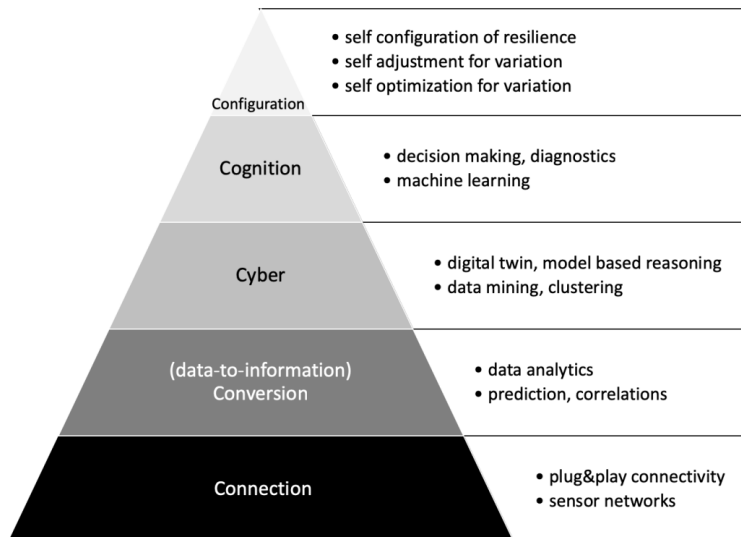 • self configuration of resilience
• self adjustment for variation
• self optimization for variation
Configuration
• decision making, diagnostics
Cognition
• machine learning
• digital twin, model based reasoning
Cyber
• data mining, clustering
(data-to-information)
Conversion
• data analytics
• prediction, correlations
Connection
• plug&play connectivity
• sensor networks